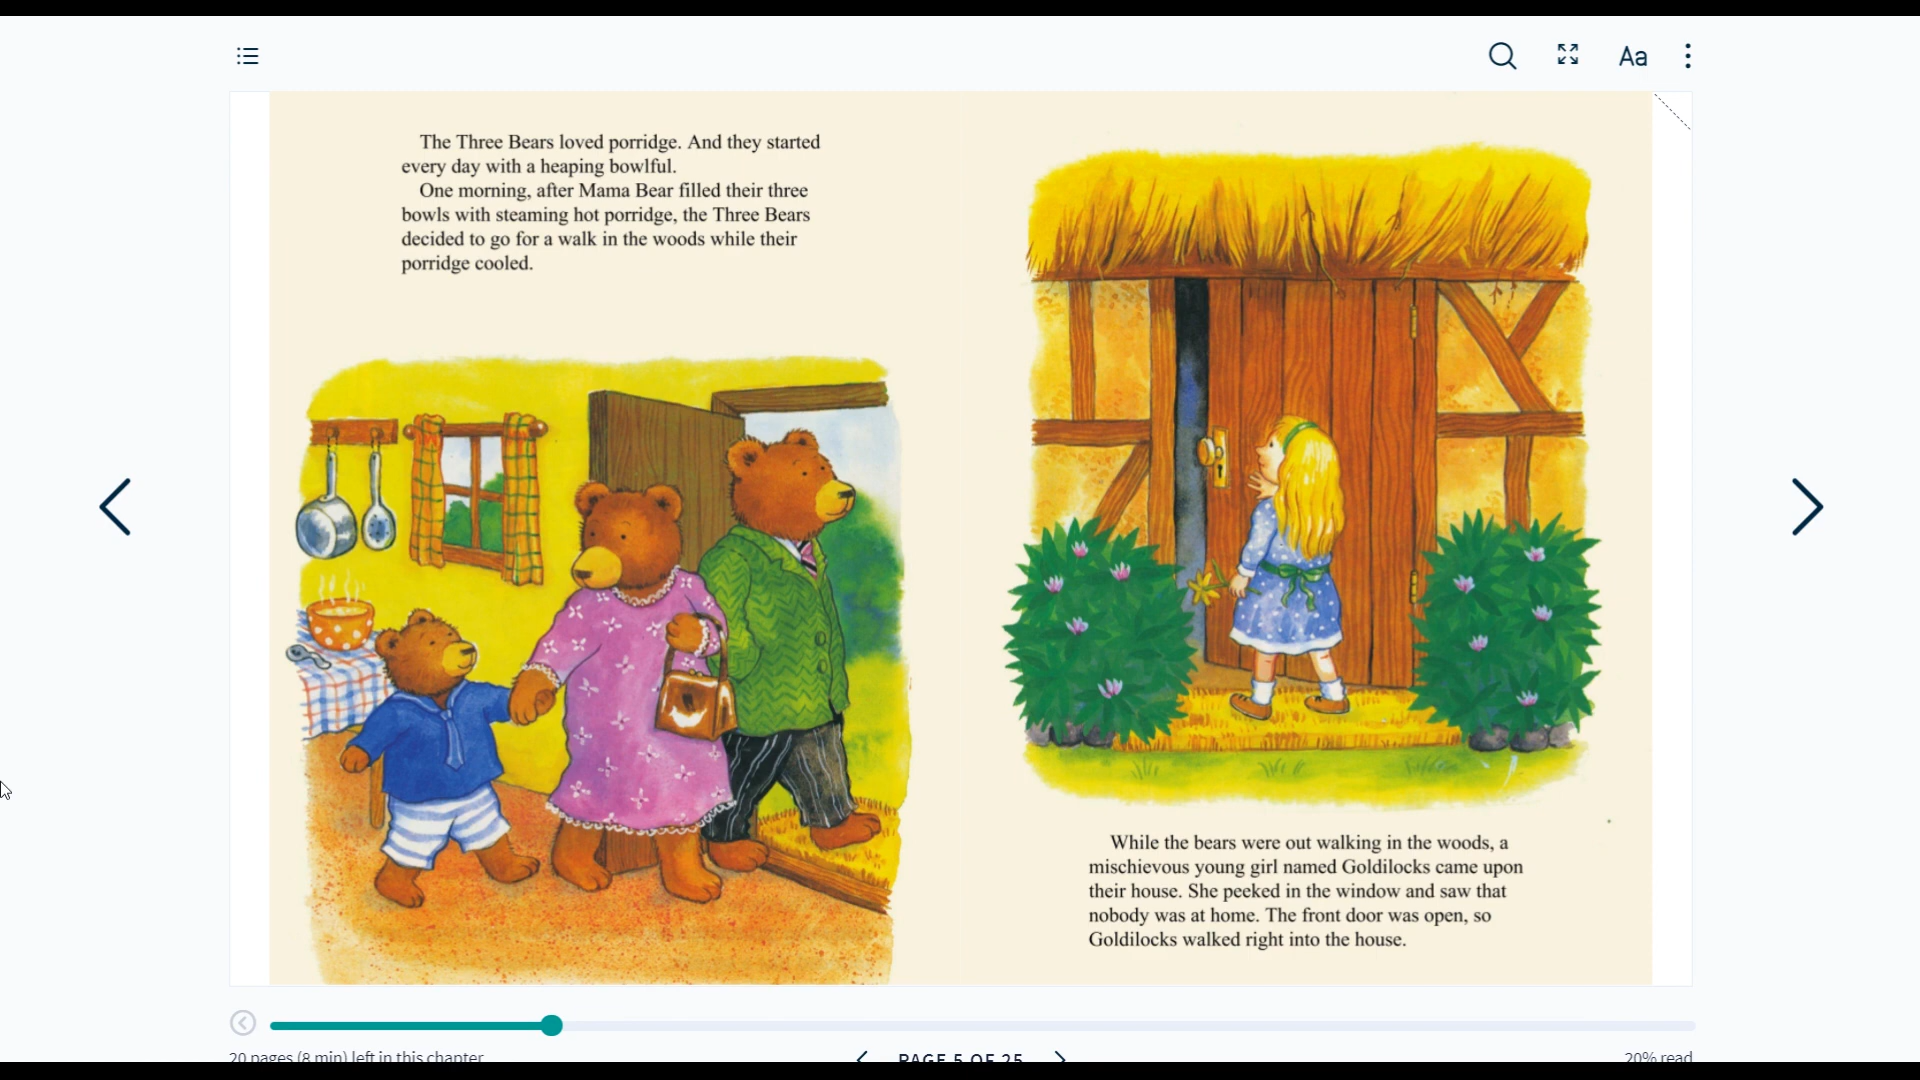 Aa
The Three Bears loved porridge. And they started
every day with a heaping bowlful.
One morning, after Mama Bear filled their three
bowls with steaming hot porridge, the Three Bears
decided to go for a walk in the woods while their
porridge cooled.
While the bears were out walking in the woods, a
mischievous young girl named Goldilocks came upon
their house. She peeked in the window and saw that
nobody was at home. The front door was open, so
Goldilocks walked right into the house.
20 pages (8 min) left in this chapter
PAGE 5 OF 25
20% read